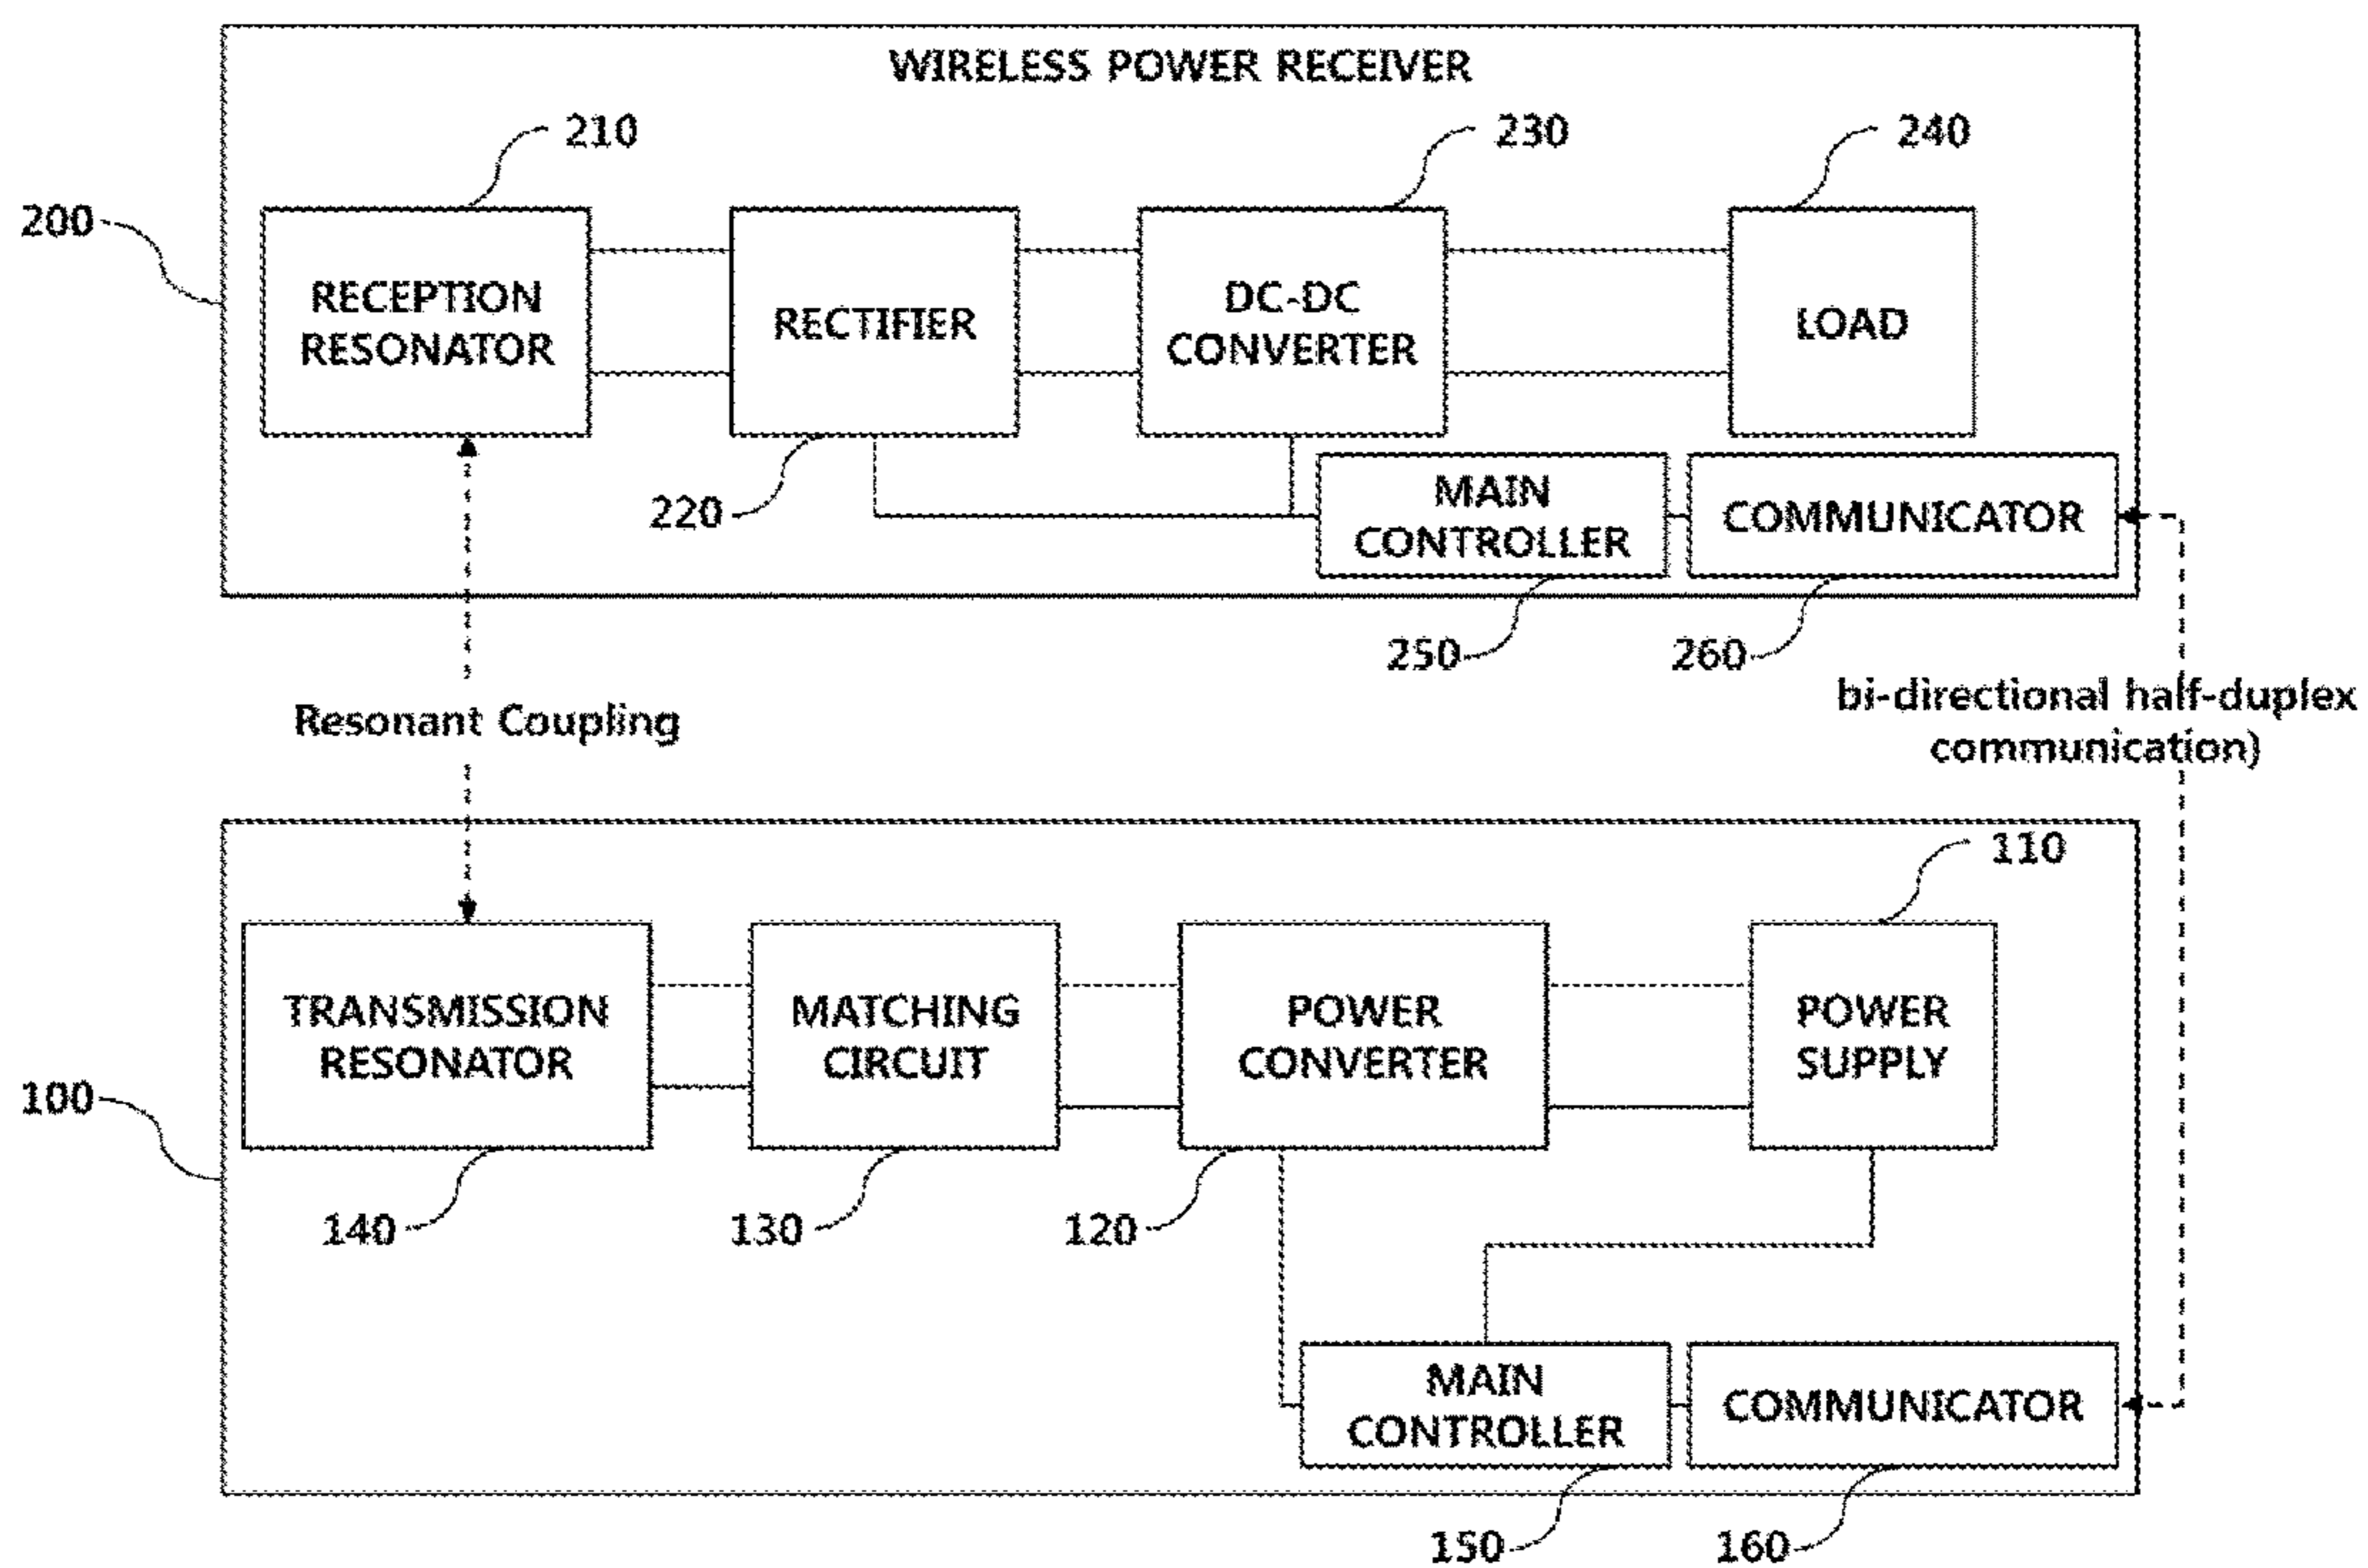 WIRELESS POWER RECEIVER
210
230
240
200
RECEPTION
RESONATOR
RECTIFIER
DC-DC
CONVERTER
LOAD
220
MAIN
CONTROLLER
COMMUNICATOR
250
260
Resonant Coupling
bi-directional half-duplex
communication)
110
100
TRANSMISSION
RESONATOR
MATCHING
CIRCUIT
POWER
CONVERTER
POWER
SUPPLY
140
130
120
MAIN
CONTROLLER
COMMUNICATOR
150
160